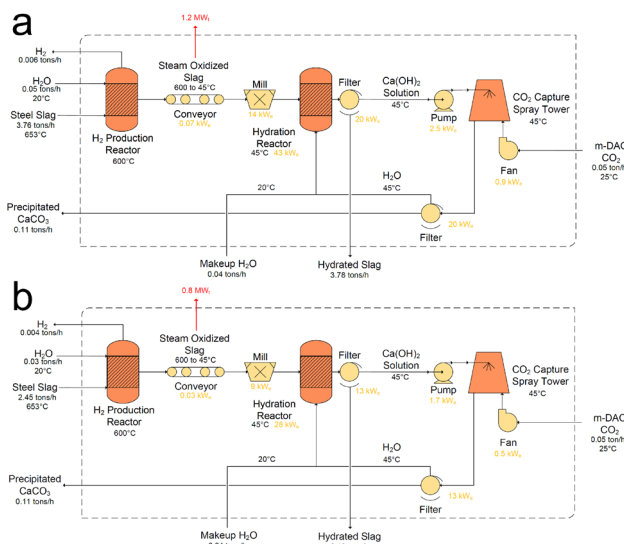 a
1.2 MWₜ
H₂
0.006 tons/h
H₂O
0.05 tons/h
20°C
Steel Slag
3.76 tons/h
653°C
H₂ Production
Reactor
600°C
Steam Oxidized
Slag
600 to 45°C
Conveyor
0.07 kWₑ
Mill
14 kWₑ
Hydration
Reactor
45°C 43 kWₑ
Filter
20 kWₑ
Ca(OH)₂
Solution
45°C
Pump
2.5 kWₑ
CO₂ Capture
Spray Tower
45°C
Fan
0.9 kWₑ
m-DAC
CO₂
0.05 ton/h
25°C
20°C
H₂O
45°C
Filter
20 kWₑ
Precipitated
CaCO₃
0.11 tons/h
Makeup H₂O
0.04 tons/h
Hydrated Slag
3.78 tons/h
b
0.8 MWₜ
H₂
0.004 tons/h
H₂O
0.03 tons/h
20°C
Steel Slag
2.45 tons/h
653°C
H₂ Production
Reactor
600°C
Steam Oxidized
Slag
600 to 45°C
Conveyor
0.03 kWₑ
Mill
9 kWₑ
Hydration
Reactor
45°C 28 kWₑ
Filter
13 kWₑ
Ca(OH)₂
Solution
45°C
Pump
1.7 kWₑ
CO₂ Capture
Spray Tower
45°C
Fan
0.5 kWₑ
m-DAC
CO₂
0.05 ton/h
25°C
20°C
H₂O
45°C
Filter
13 kWₑ
Precipitated
CaCO₃
0.11 tons/h
Makeup H₂O
Hydrated Slag